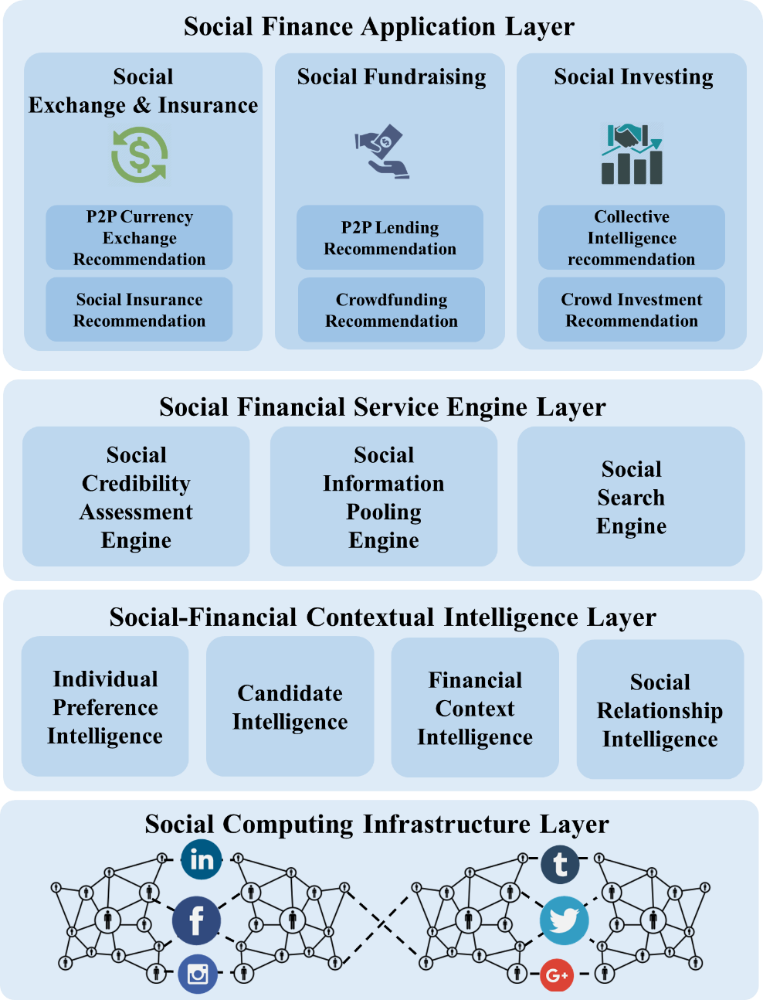 Social Finance Application Layer
Social
Exchange & Insurance
P2P Currency
Exchange
Recommendation
Social Insurance
Recommendation
Social Fundraising
P2P Lending
Recommendation
Crowdfunding
Recommendation
Social Investing
Collective
Intelligence
recommendation
Crowd Investment
Recommendation
Social Financial Service Engine Layer
Social
Credibility
Assessment
Engine
Social
Information
Pooling
Engine
Social
Search
Engine
Social-Financial Contextual Intelligence Layer
Individual
Preference
Intelligence
Candidate
Intelligence
Financial
Context
Intelligence
Social
Relationship
Intelligence
Social Computing Infrastructure Layer
in
f
t
G+